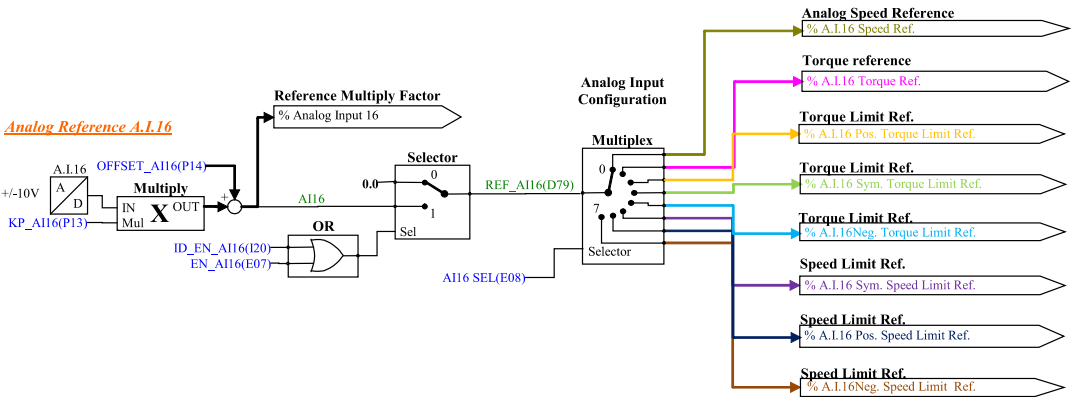 Analog Speed Reference
% A.I.16 Speed Ref.
Torque reference
% A.I.16 Torque Ref.
Analog Input
Configuration
Reference Multiply Factor
% Analog Input 16
Torque Limit Ref.
% A.I.16 Pos. Torque Limit Ref.
Analog Reference A.I.16
Multiplex
0
7
Selector
A.I.16
A
D
+/-10V
OFFSET_AI16(P14)
Multiply
IN
X
OUT
Mul
KP_AI16(P13)
+
AI16
Selector
0.0
0
1
Sel
REF_AI16(D79)
OR
ID_EN_AI16(I20)
EN_AI16(E07)
AI16 SEL(E08)
Torque Limit Ref.
% A.I.16 Sym. Torque Limit Ref.
Torque Limit Ref.
% A.I.16Neg. Torque Limit Ref.
Speed Limit Ref.
% A.I.16 Sym. Speed Limit Ref.
Speed Limit Ref.
% A.I.16 Pos. Speed Limit Ref.
Speed Limit Ref.
% A.I.16Neg. Speed Limit  Ref.